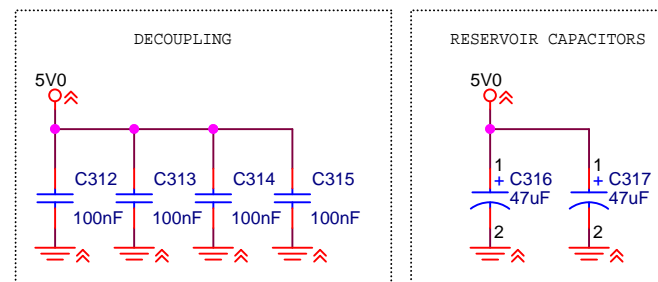 DECOUPLING
5V0
C312 C313 C314 C315
100nF 100nF 100nF 100nF
RESERVOIR CAPACITORS
5V0
1 1
+ C316 + C317
47uF 47uF
2 2